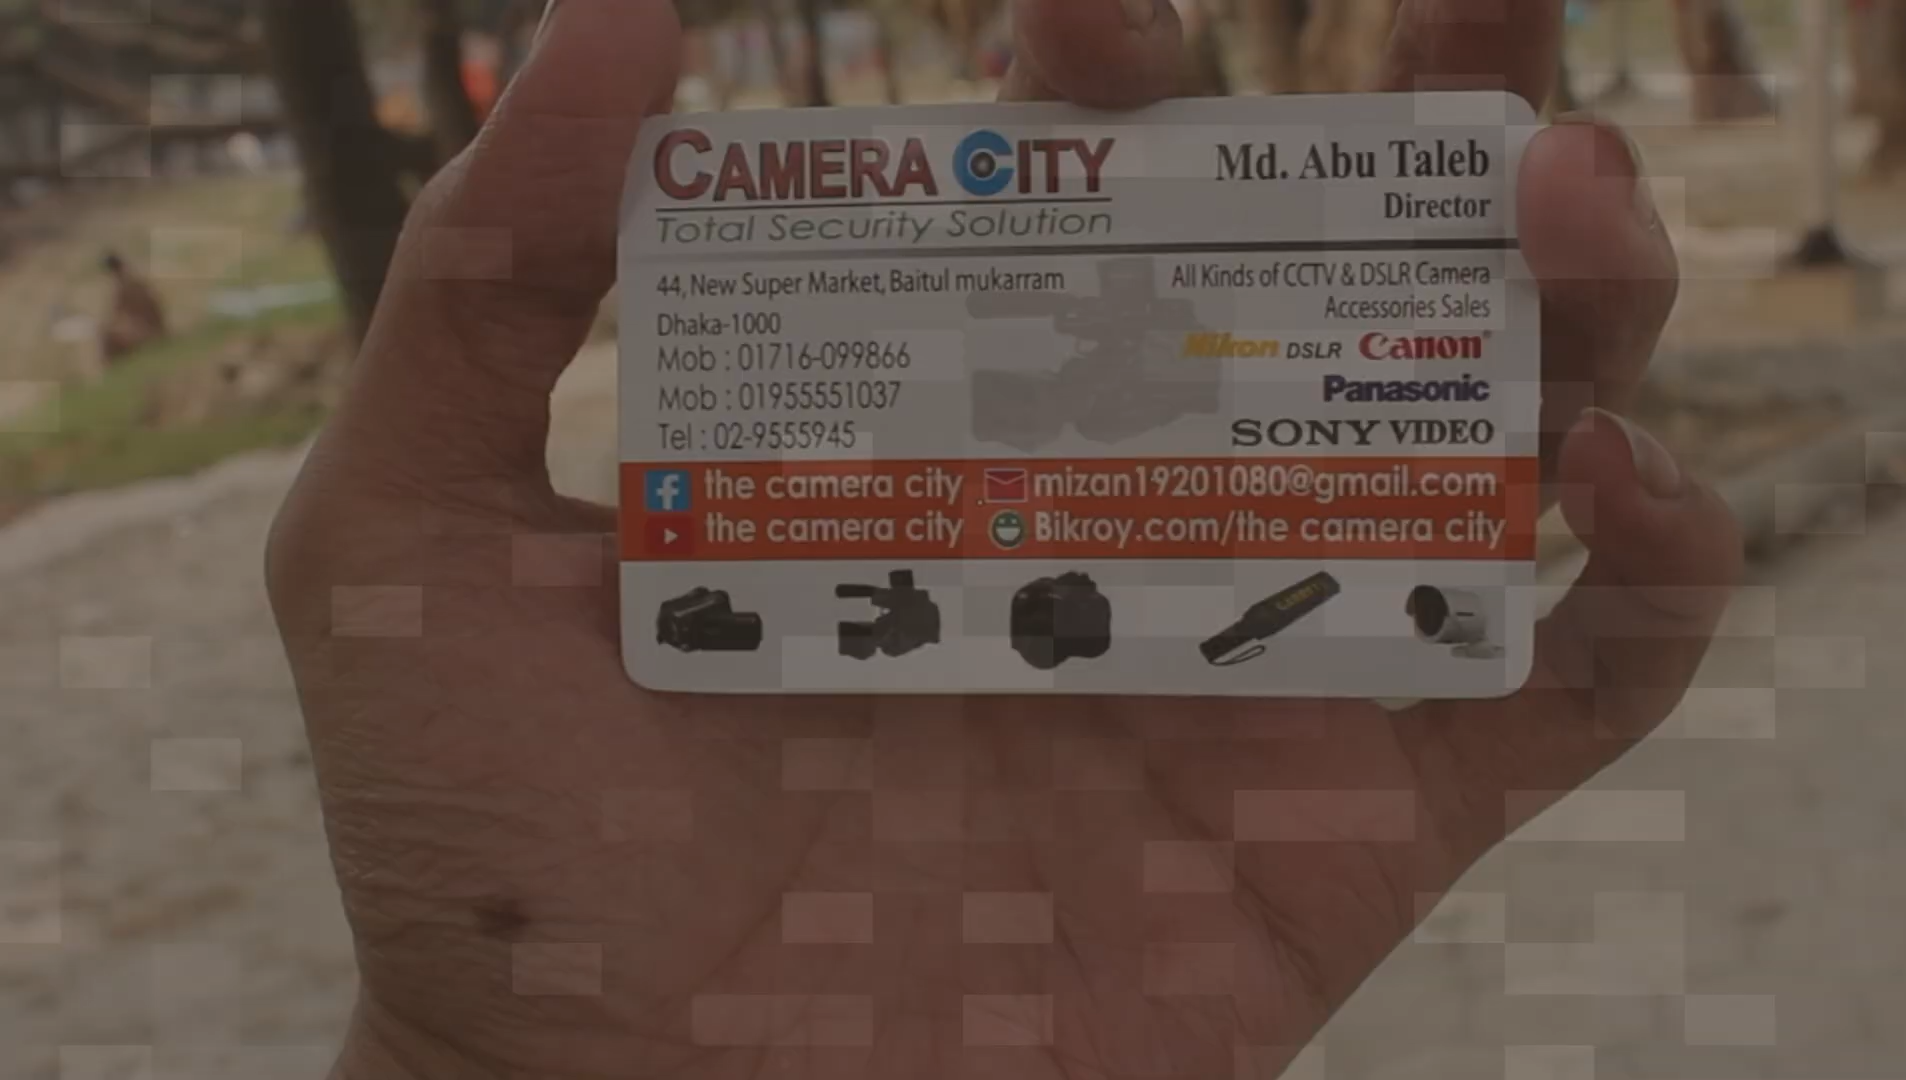 CAMERA CITY
Total Security Solution
Md. Abu Taleb
Director
44, New Super Market, Baitul mukarram
Dhaka-1000
Mob : 01716-099866
Mob : 01955551037
Tel : 02-9555945
All Kinds of CCTV & DSLR Camera
Accessories Sales
Nikon DSLR Canon
Panasonic
SONY VIDEO
the camera city mizan19201080@gmail.com
the camera city Bikroy.com/the camera city